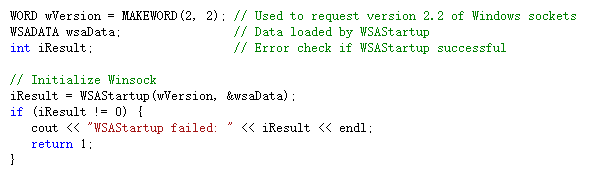 WORD wVersion = MAKEWORD(2, 2); // Used to request version 2.2 of Windows sockets
WSADATA wsaData;                // Data loaded by WSAStartup
int iResult;                    // Error check if WSAStartup successful

// Initialize Winsock
iResult = WSAStartup(wVersion, &wsaData);
if (iResult != 0) {
    cout << "WSAStartup failed: " << iResult << endl;
    return 1;
}